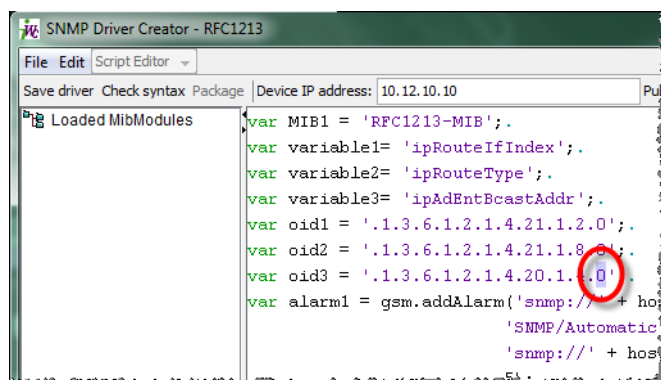 SNMP Driver Creator - RFC1213
File Edit Script Editor
Save driver Check syntax Package Device IP address: 10.12.10.10 Pu
Loaded MibModules
var MIB1 = 'RFC1213-MIB';.
var variable1= 'ipRouteIfIndex';.
var variable2= 'ipRouteType';.
var variable3= 'ipAdEntBcastAddr';.
var oid1 = '.1.3.6.1.2.1.4.21.1.2.0';.
var oid2 = '.1.3.6.1.2.1.4.21.1.8.0';.
var oid3 = '.1.3.6.1.2.1.4.20.1.4.0'.
var alarm1 = gsm.addAlarm('snmp://' + ho
'SNMP/Automatic
'snmp://' + hos